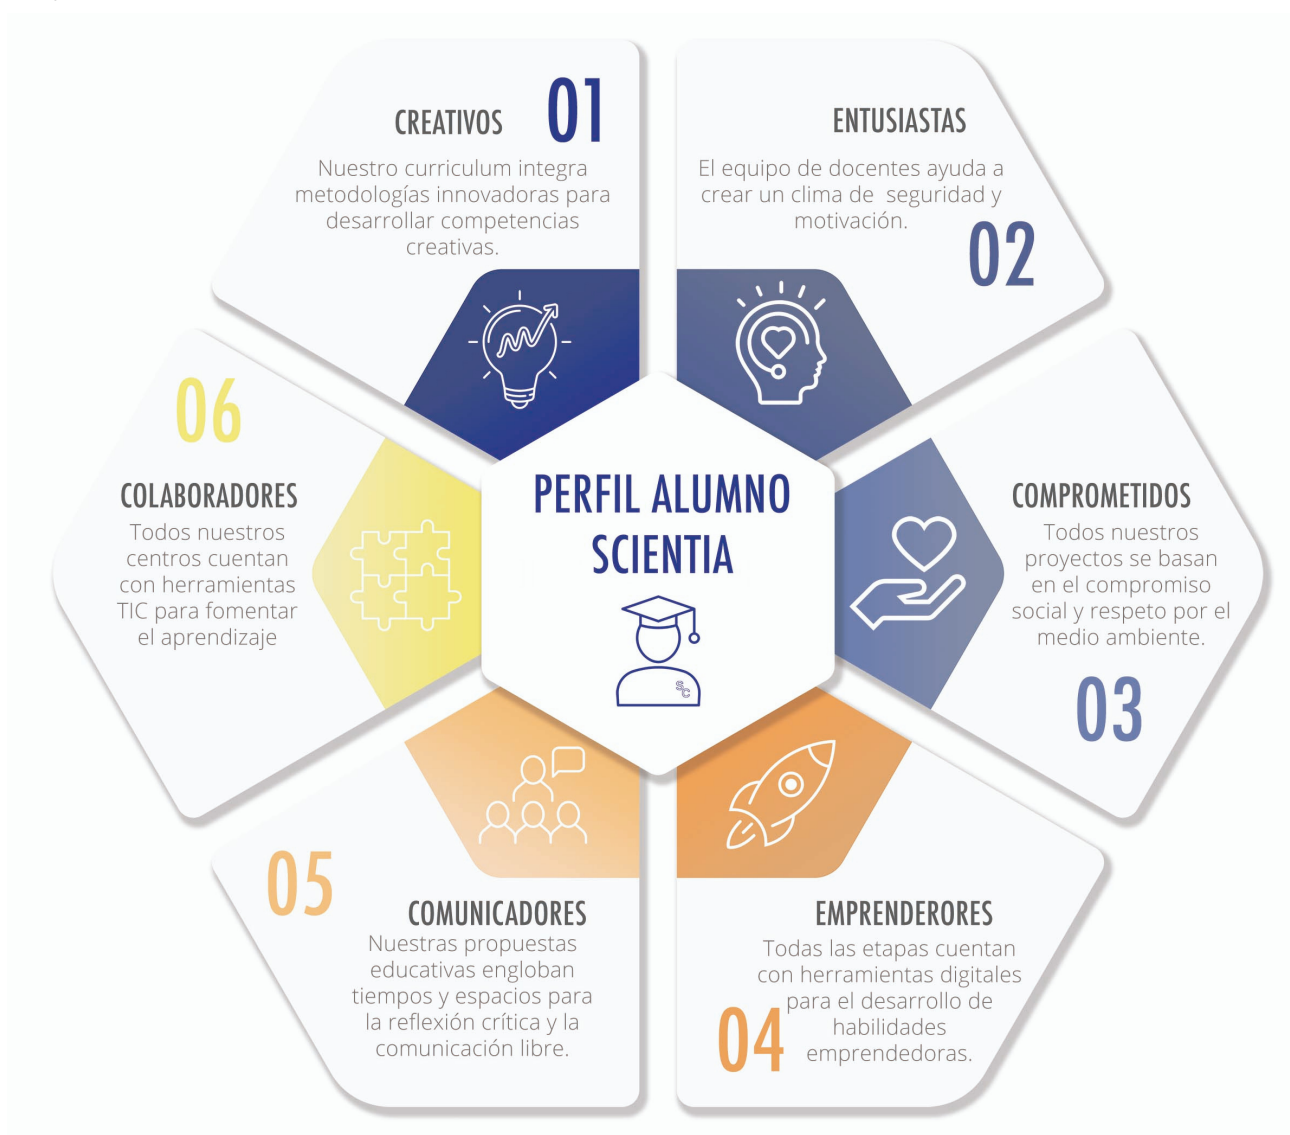 PERFIL ALUMNO
SCIENTIA
SC
CREATIVOS
01
Nuestro curriculum integra
metodologías innovadoras para
desarrollar competencias
creativas.
ENTUSIASTAS
El equipo de docentes ayuda a
crear un clima de seguridad y
motivación.
02
COMPROMETIDOS
Todos nuestros
proyectos se basan
en el compromiso
social y respeto por el
medio ambiente.
03
EMPRENDERORES
Todas las etapas cuentan
con herramientas digitales
para el desarrollo de
habilidades
emprendedoras.
04
05
COMUNICADORES
Nuestras propuestas
educativas engloban
tiempos y espacios para
la reflexión crítica y la
comunicación libre.
06
COLABORADORES
Todos nuestros
centros cuentan
con herramientas
TIC para fomentar
el aprendizaje